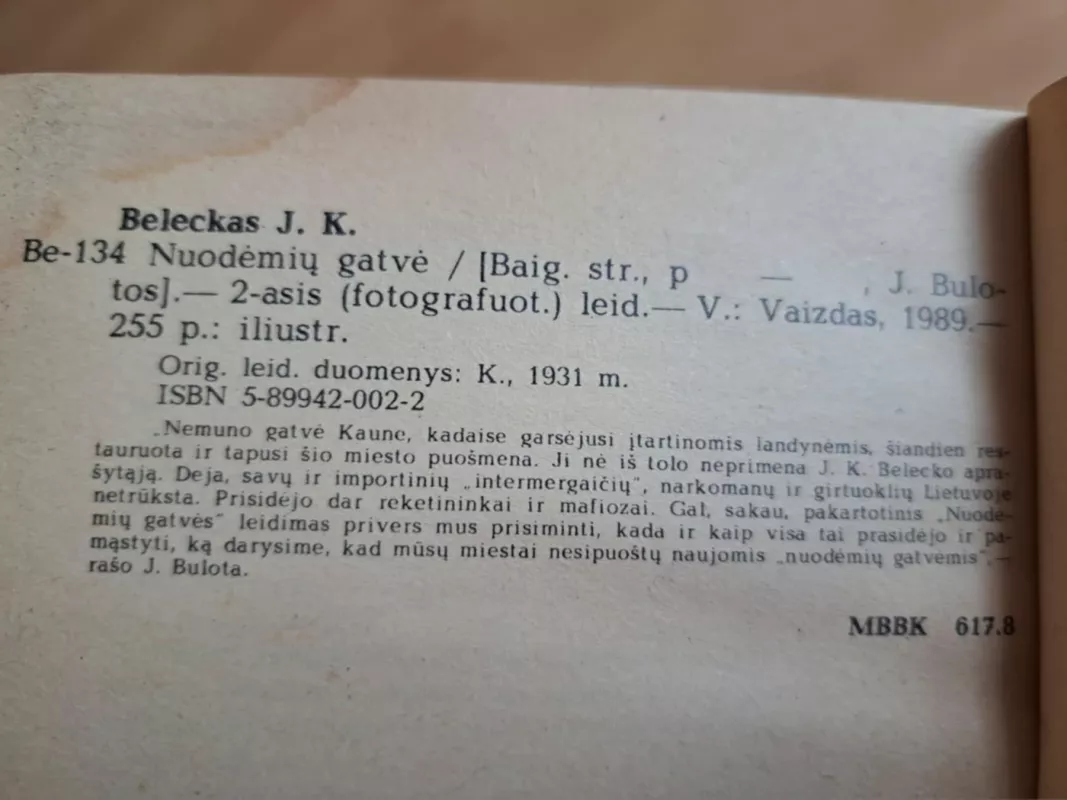 Beleckas J. K.
Be-134 Nuodėmių gatvė / [Baig. str., p — , J. Bulo-
tos].— 2-asis (fotografuot.) leid.— V.: Vaizdas, 1989.—
255 p.: iliustr.
Orig. leid. duomenys: K., 1931 m.
ISBN 5-89942-002-2
„Nemuno gatvė Kaune, kadaise garsėjusi įtartinomis landynėmis, šiandien res-
tauruota ir tapusi šio miesto puošmena. Ji nė iš tolo neprimena J. K. Belecko apra-
šytąją. Deja, savų ir importinių „intermergaičių“, narkomanų ir girtuoklių Lietuvoje
netrūksta. Prisidėjo dar reketininkai ir mafiozai. Gal, sakau, pakartotinis „Nuodė-
mių gatvės“ leidimas privers mus prisiminti, kada ir kaip visa tai prasidėjo ir pa-
mąstyti, ką darysime, kad mūsų miestai nesipuoštų naujomis „nuodėmių gatvėmis“,—
rašo J. Bulota.
MBBK 617.8